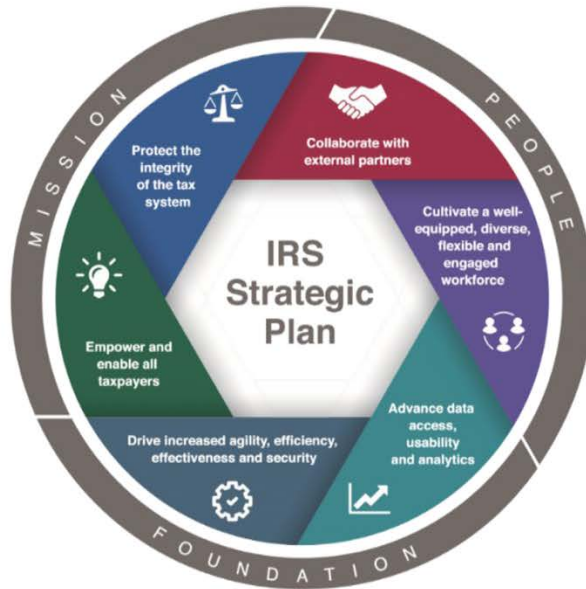 MISSION
PEOPLE
Protect the
integrity
of the tax
system
Collaborate with
external partners
Cultivate a well-
equipped, diverse,
flexible and
engaged
workforce
IRS
Strategic
Plan
Empower and
enable all
taxpayers
Advance data
access,
usability
and analytics
Drive increased agility, efficiency,
effectiveness and security
FOUNDATION